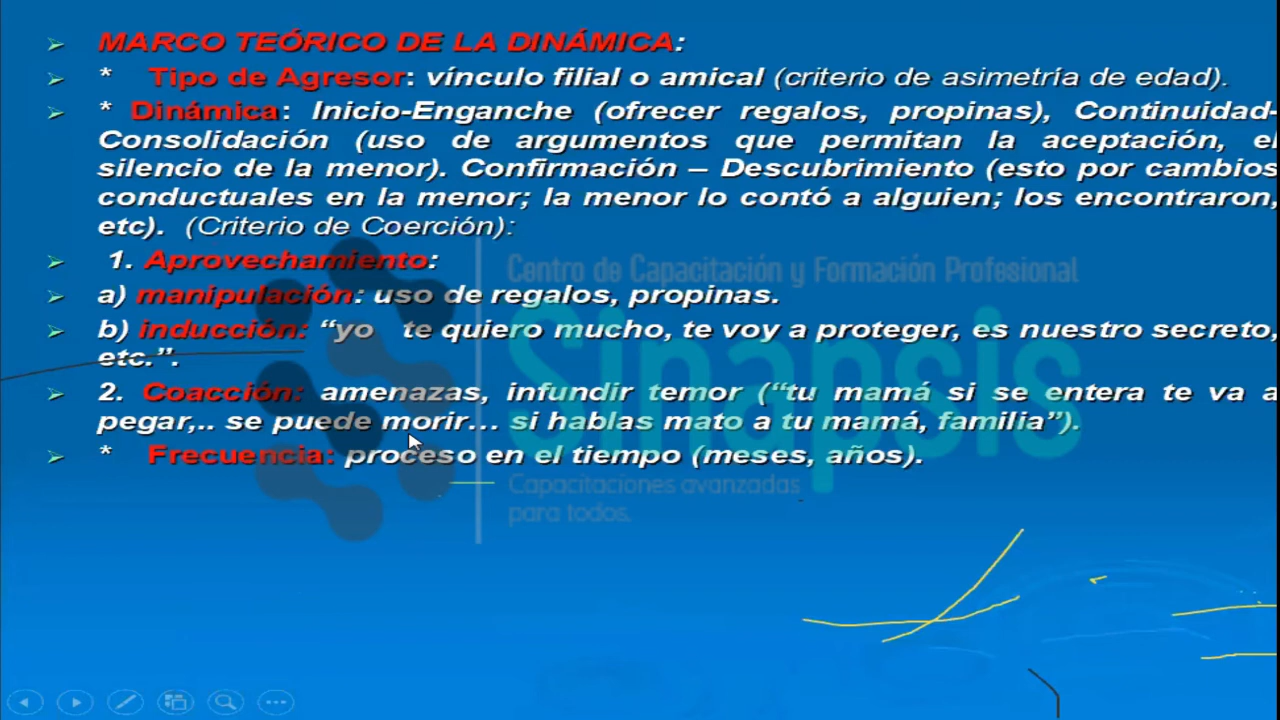 MARCO TEÓRICO DE LA DINÁMICA:
* Tipo de Agresor: vínculo filial o amical (criterio de asimetría de edad).
* Dinámica: Inicio-Enganche (ofrecer regalos, propinas), Continuidad-
Consolidación (uso de argumentos que permitan la aceptación, el
silencio de la menor). Confirmación – Descubrimiento (esto por cambios
conductuales en la menor; la menor lo contó a alguien; los encontraron,
etc). (Criterio de Coerción):
1. Aprovechamiento:
Centro de Capacitación y Formación Profesional
a) manipulación: uso de regalos, propinas.
b) inducción: “yo te quiero mucho, te voy a proteger, es nuestro secreto,
etc.”.
Sinapsis
2. Coacción: amenazas, infundir temor (“tu mamá si se entera te va a
pegar,.. se puede morir... si hablas mato a tu mamá, familia”).
* Frecuencia: proceso en el tiempo (meses, años).
Capacitaciones avanzadas
para todos.